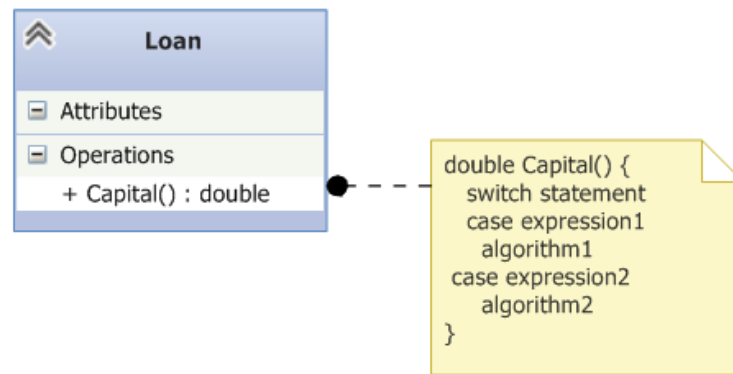 Loan
Attributes
Operations
+ Capital() : double
double Capital() {
switch statement
case expression1
algorithm1
case expression2
algorithm2
}